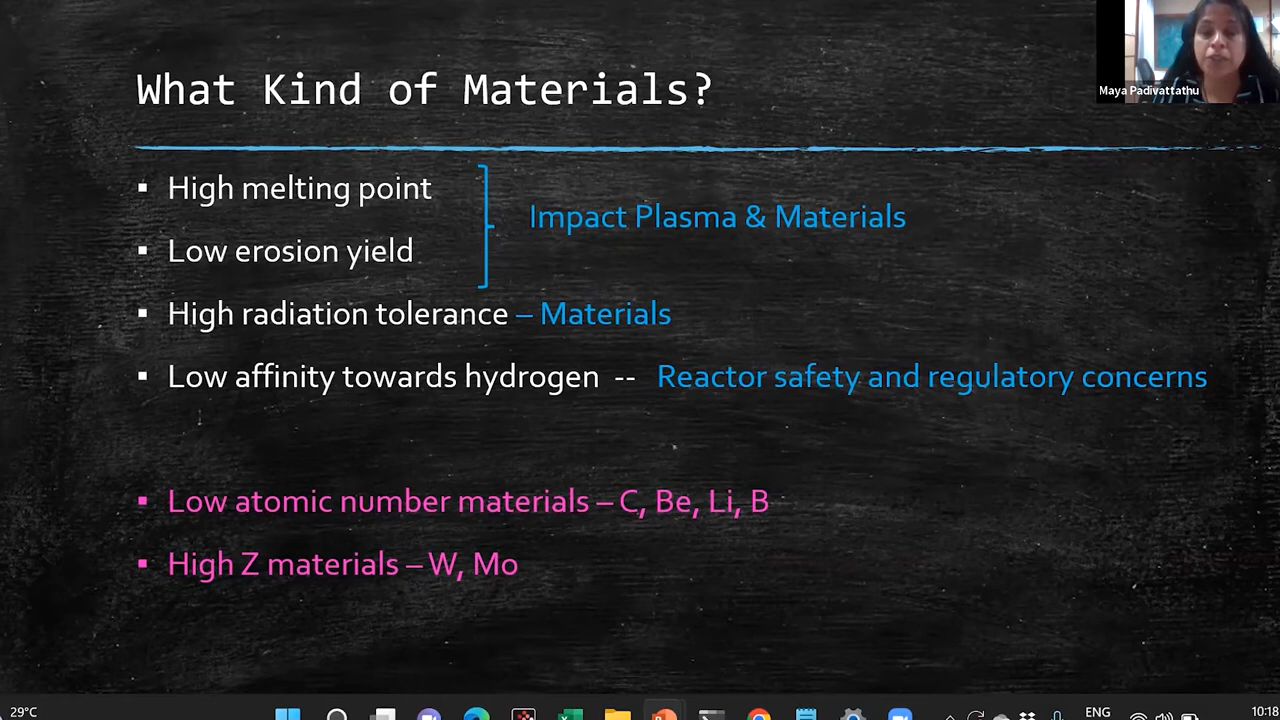 What Kind of Materials?
Maya Padivattathu
▪ High melting point
Impact Plasma & Materials
▪ Low erosion yield
▪ High radiation tolerance – Materials
▪ Low affinity towards hydrogen -- Reactor safety and regulatory concerns
▪ Low atomic number materials – C, Be, Li, B
▪ High Z materials – W, Mo
29°C
ENG
10:18